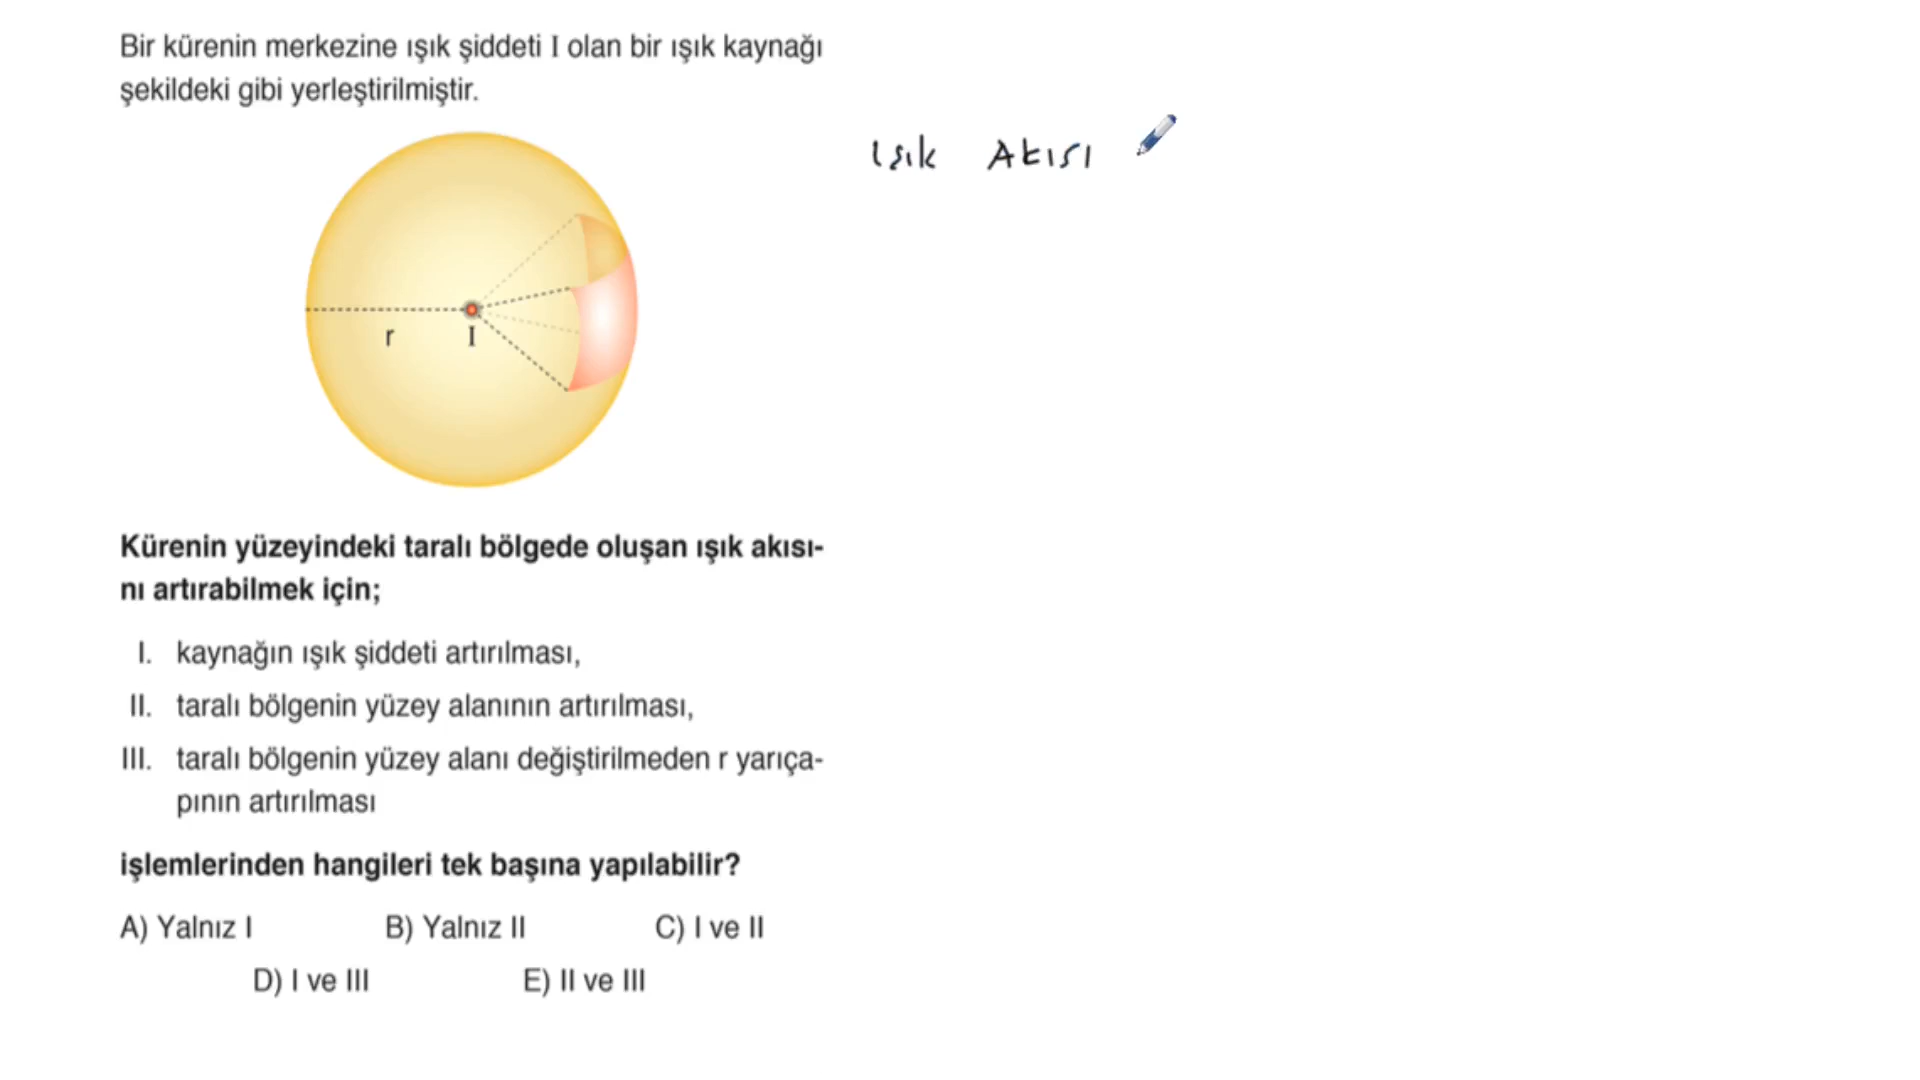 Bir kürenin merkezine ışık şiddeti I olan bir ışık kaynağı
şekildeki gibi yerleştirilmiştir.
Işık Akısı
r
I
Kürenin yüzeyindeki taralı bölgede oluşan ışık akısı-
nı artırabilmek için;
I. kaynağın ışık şiddeti artırılması,
II. taralı bölgenin yüzey alanının artırılması,
III. taralı bölgenin yüzey alanı değiştirilmeden r yarıça-
pının artırılması
işlemlerinden hangileri tek başına yapılabilir?
A) Yalnız I B) Yalnız II C) I ve II
D) I ve III E) II ve III